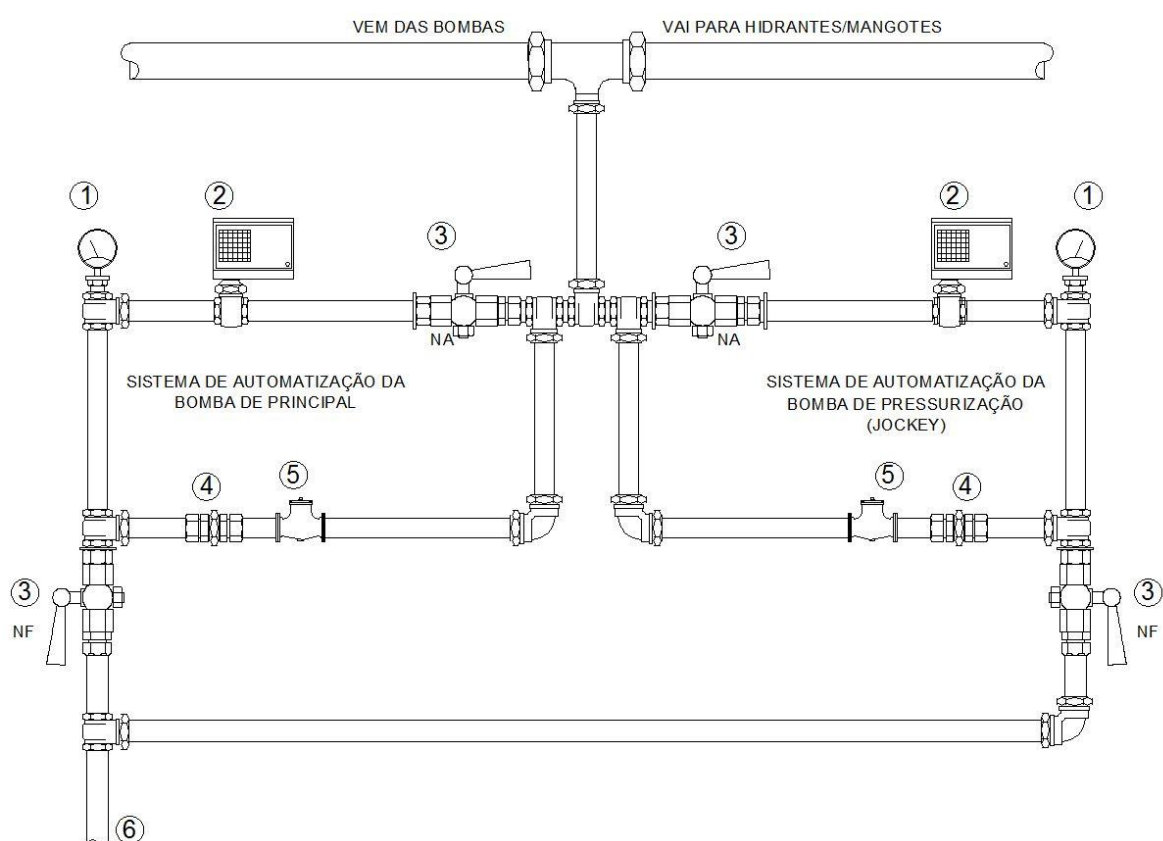 VEM DAS BOMBAS
VAI PARA HIDRANTES/MANGOTES
1
2
3
3
2
1
NA
NA
SISTEMA DE AUTOMATIZAÇÃO DA
BOMBA DE PRINCIPAL
SISTEMA DE AUTOMATIZAÇÃO DA
BOMBA DE PRESSURIZAÇÃO
(JOCKEY)
4
5
5
4
3
NF
3
NF
6